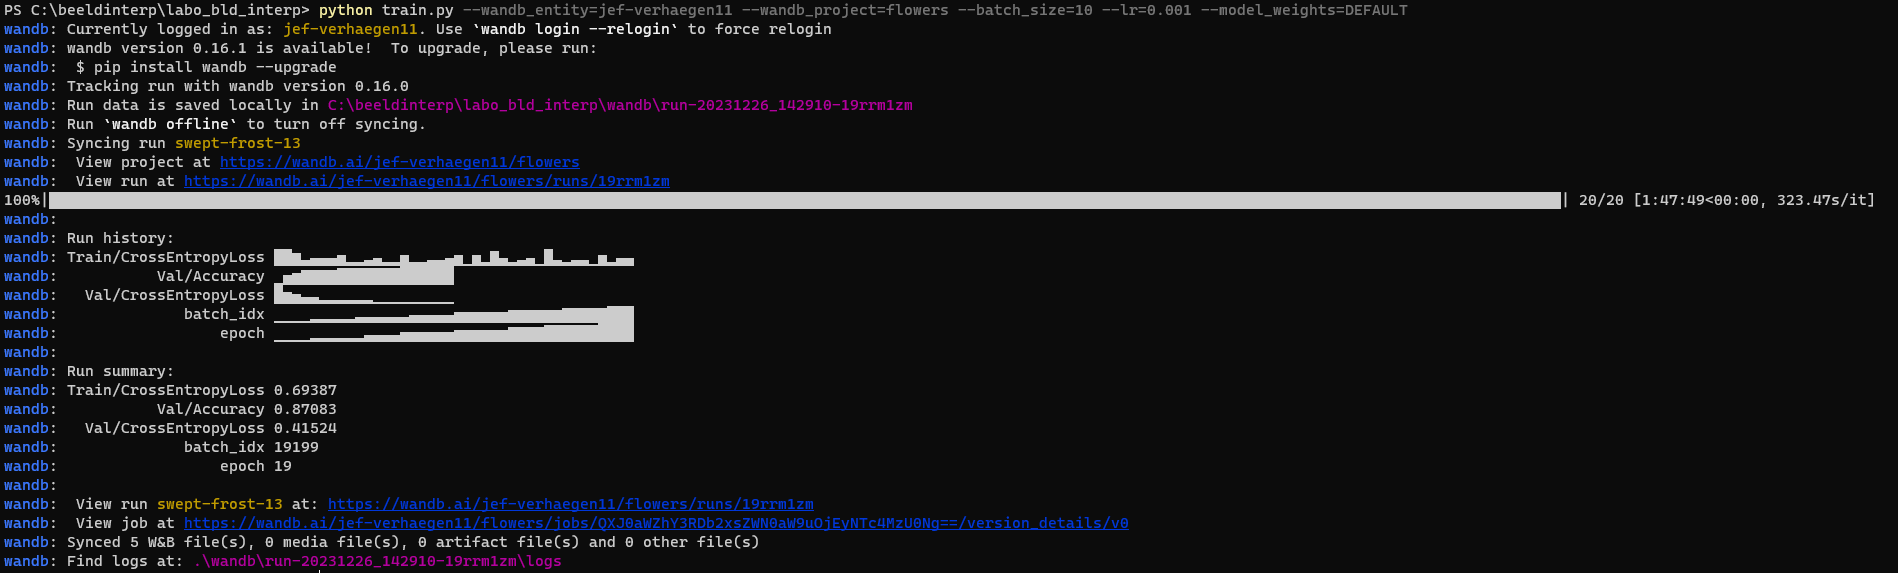 PS C:\beeldinterp\labo_bld_interp> python train.py --wandb_entity=jef-verhaegen11 --wandb_project=flowers --batch_size=10 --lr=0.001 --model_weights=DEFAULT
wandb: Currently logged in as: jef-verhaegen11. Use `wandb login --relogin` to force relogin
wandb: wandb version 0.16.1 is available!  To upgrade, please run:
wandb:  $ pip install wandb --upgrade
wandb: Tracking run with wandb version 0.16.0
wandb: Run data is saved locally in C:\beeldinterp\labo_bld_interp\wandb\run-20231226_142910-19rrm1zm
wandb: Run `wandb offline` to turn off syncing.
wandb: Syncing run swept-frost-13
wandb:  View project at https://wandb.ai/jef-verhaegen11/flowers
wandb:  View run at https://wandb.ai/jef-verhaegen11/flowers/runs/19rrm1zm
100%| | 20/20 [1:47:49<00:00, 323.47s/it]
wandb:
wandb: Run history:
wandb: Train/CrossEntropyLoss
wandb:           Val/Accuracy
wandb:   Val/CrossEntropyLoss
wandb:              batch_idx
wandb:                  epoch
wandb:
wandb: Run summary:
wandb: Train/CrossEntropyLoss 0.69387
wandb:           Val/Accuracy 0.87083
wandb:   Val/CrossEntropyLoss 0.41524
wandb:              batch_idx 19199
wandb:                  epoch 19
wandb:
wandb:  View run swept-frost-13 at: https://wandb.ai/jef-verhaegen11/flowers/runs/19rrm1zm
wandb:  View job at https://wandb.ai/jef-verhaegen11/flowers/jobs/QXJ0aWZhY3RDb2xsZWN0aW9uOjEyNTc4MzU0Ng==/version_details/v0
wandb: Synced 5 W&B file(s), 0 media file(s), 0 artifact file(s) and 0 other file(s)
wandb: Find logs at: .\wandb\run-20231226_142910-19rrm1zm\logs